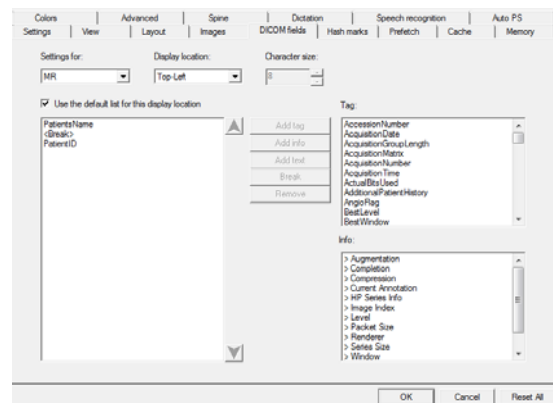 Colors Advanced Spine Dictation Speech recognition Auto PS
Settings View Layout Images DICOM fields Hash marks Prefetch Cache Memory
Settings for: Display location: Character size:
MR Top-Left 8
Use the default list for this display location
Tag:
PatientsName
<Break>
PatientID
Add tag
Add info
Add text
Break
Remove
AccessionNumber
AcquisitionDate
AcquisitionGroupLength
AcquisitionMatrix
AcquisitionNumber
AcquisitionTime
ActualBitsUsed
AdditionalPatientHistory
AngioFlag
BestLevel
BestWindow
Info:
> Augmentation
> Completion
> Compression
> Current Annotation
> HP Series Info
> Image Index
> Level
> Packet Size
> Renderer
> Series Size
> Window
OK Cancel Reset All